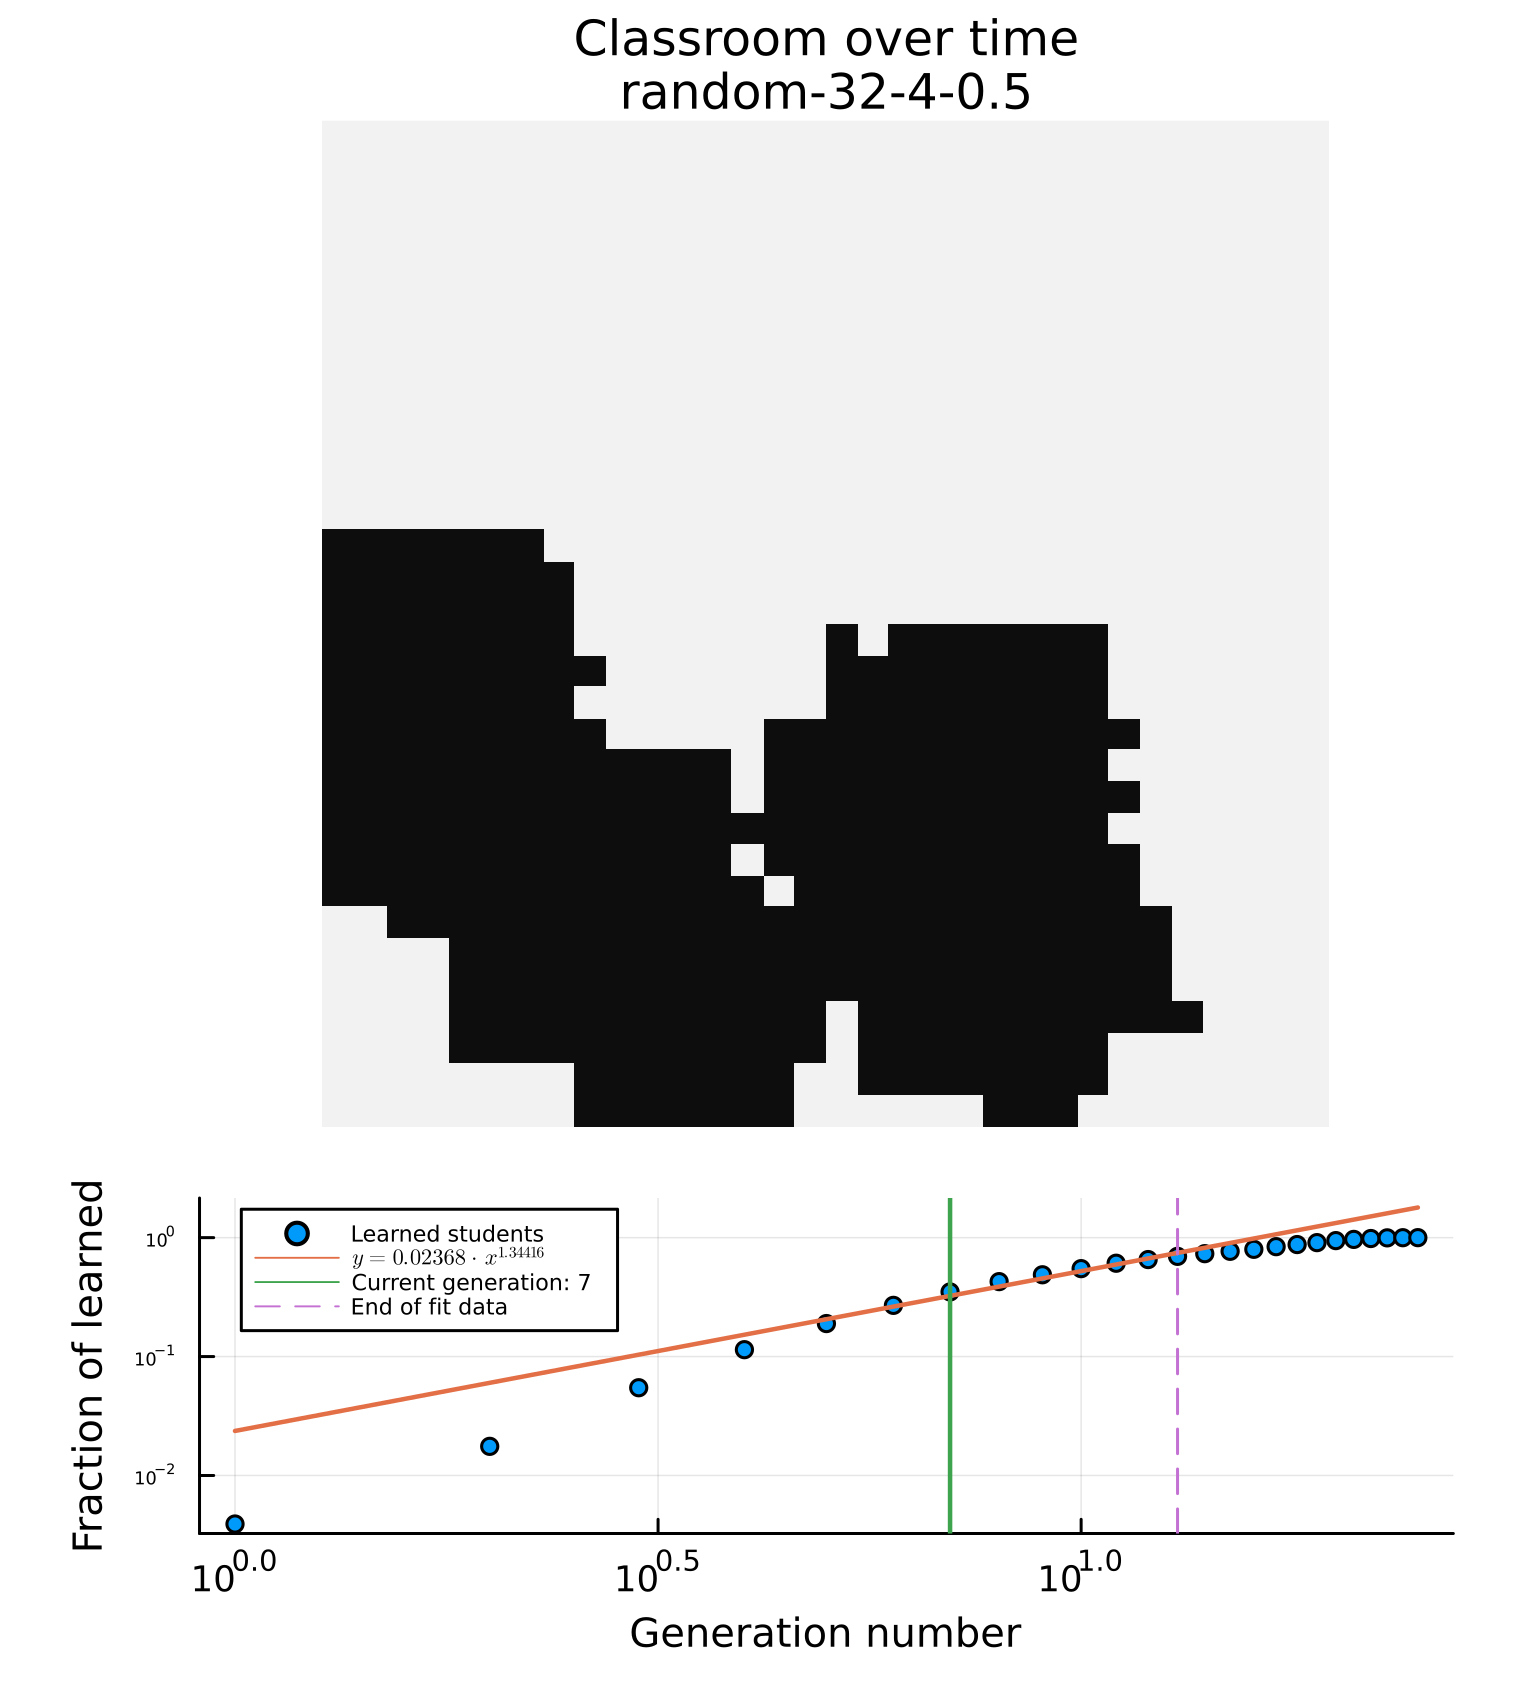 Classroom over time
random-32-4-0.5
Fraction of learned
10^0
10^-1
10^-2
Learned students
y = 0.02368 · x^1.34416
Current generation: 7
End of fit data
10^0.0
10^0.5
10^1.0
Generation number